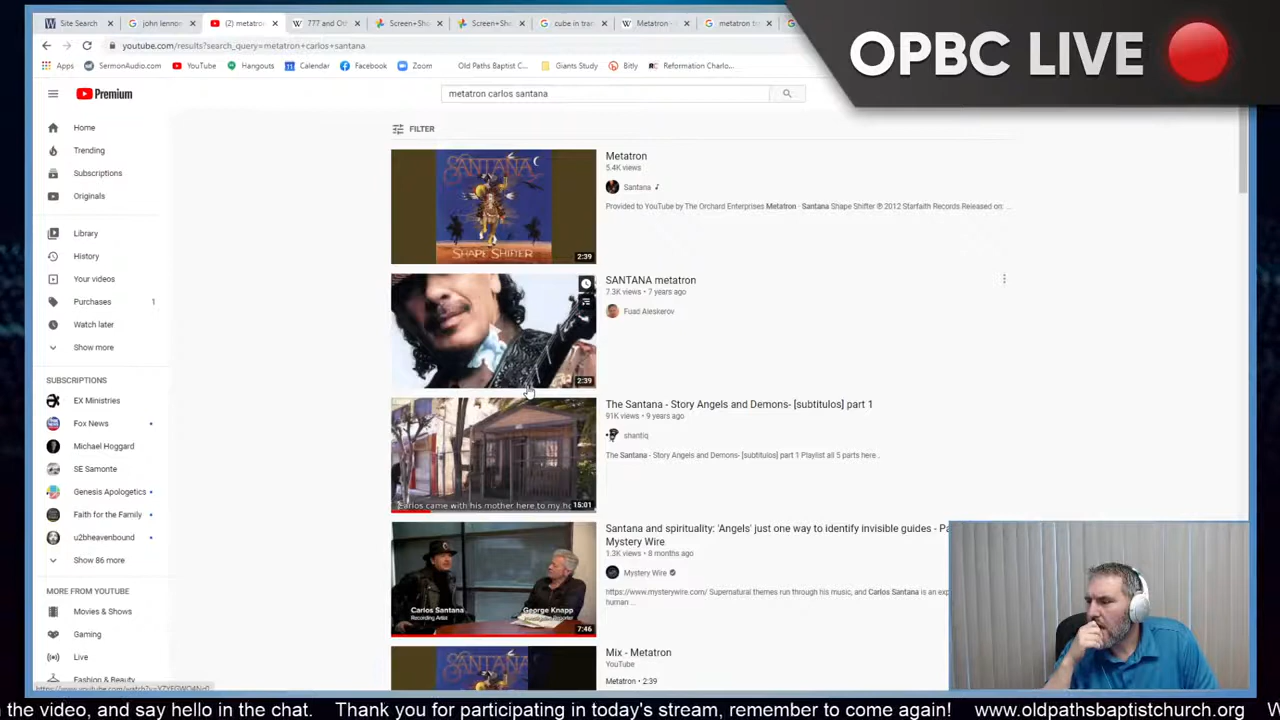 Site Search
john lennon
(2) metatron
777 and Oth
Screen+Sho
Screen+Sho
cube in tran
Metatron -
metatron tr
youtube.com/results?search_query=metatron+carlos+santana
Apps
SermonAudio.com
YouTube
Hangouts
Calendar
Facebook
Zoom
Old Paths Baptist C...
Giants Study
Bitly
Reformation Charlo...
OPBC LIVE
Premium
metatron carlos santana
Home
Trending
Subscriptions
Originals
Library
History
Your videos
Purchases 1
Watch later
Show more
SUBSCRIPTIONS
EX Ministries
Fox News
Michael Hoggard
SE Samonte
Genesis Apologetics
Faith for the Family
u2bheavenbound
Show 86 more
MORE FROM YOUTUBE
Movies & Shows
Gaming
Live
Fashion & Beauty
FILTER
SANTANA
SHAPE SHIFTER
2:39
Metatron
5.4K views
Santana
Provided to YouTube by The Orchard Enterprises Metatron · Santana Shape Shifter ℗ 2012 Starfaith Records Released on: ...
2:39
SANTANA metatron
7.3K views • 7 years ago
Fuad Aleskerov
Carlos came with his mother here to my ho
15:01
The Santana - Story Angels and Demons- [subtitulos] part 1
91K views • 9 years ago
shantiq
The Santana - Story Angels and Demons- [subtitulos] part 1 Playlist all 5 parts here...
Carlos Santana
Recording Artist
George Knapp
7:46
Santana and spirituality: 'Angels' just one way to identify invisible guides - Pa
Mystery Wire
1.3K views • 8 months ago
Mystery Wire
https://www.mysterywire.com/ Supernatural themes run through his music, and Carlos Santana is an exp
human ...
SANTANA
Mix - Metatron
YouTube
Metatron • 2:39
n the video, and say hello in the chat. Thank you for participating in today's stream, remember to come again! www.oldpathsbaptistchurch.org W